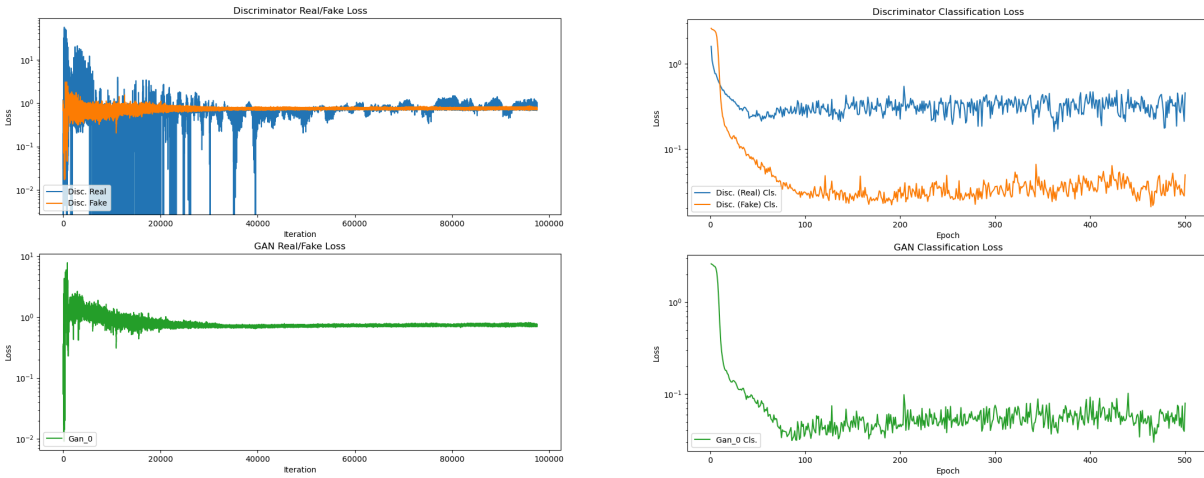 Discriminator Real/Fake Loss
10^1
10^0
10^-1
10^-2
Loss
Disc. Real
Disc. Fake
0 20000 40000 60000 80000 100000
Iteration
Discriminator Classification Loss
10^0
10^-1
Loss
Disc. (Real) Cls.
Disc. (Fake) Cls.
0 100 200 300 400 500
Epoch
GAN Real/Fake Loss
10^1
10^0
10^-1
10^-2
Loss
Gan_0
0 20000 40000 60000 80000 100000
Iteration
GAN Classification Loss
10^0
10^-1
Loss
Gan_0 Cls.
0 100 200 300 400 500
Epoch